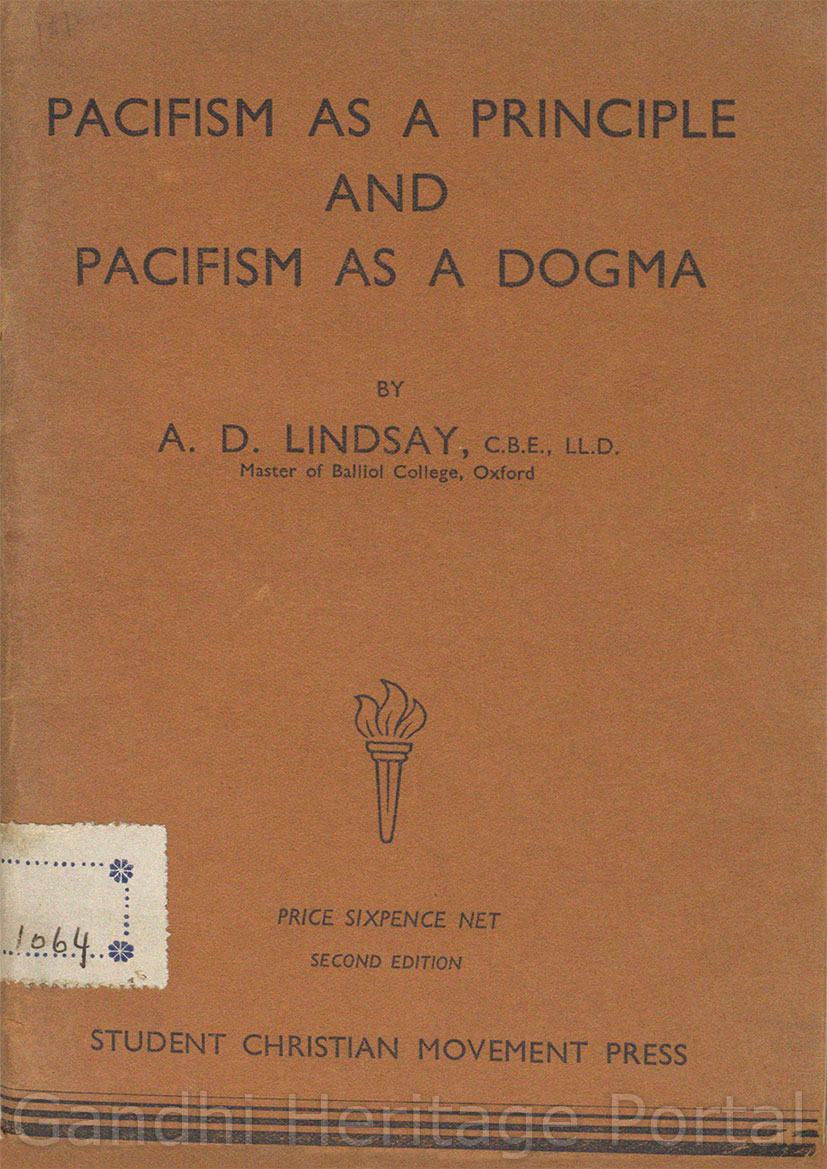 PACIFISM AS A PRINCIPLE
AND
PACIFISM AS A DOGMA
BY
A. D. LINDSAY, C.B.E., LL.D.
Master of Balliol College, Oxford
1064
PRICE SIXPENCE NET
SECOND EDITION
STUDENT CHRISTIAN MOVEMENT PRESS
Gandhi Heritage Portal